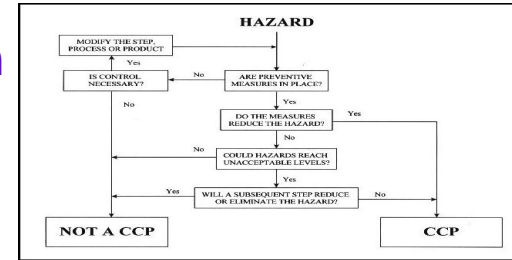 HAZARD
MODIFY THE STEP,
PROCESS OR PRODUCT
Yes
IS CONTROL
NECESSARY?
No
ARE PREVENTIVE
MEASURES IN PLACE?
Yes
No
DO THE MEASURES
REDUCE THE HAZARD?
Yes
No
No
COULD HAZARDS REACH
UNACCEPTABLE LEVELS?
Yes
Yes
WILL A SUBSEQUENT STEP REDUCE
OR ELIMINATE THE HAZARD?
No
NOT A CCP
CCP